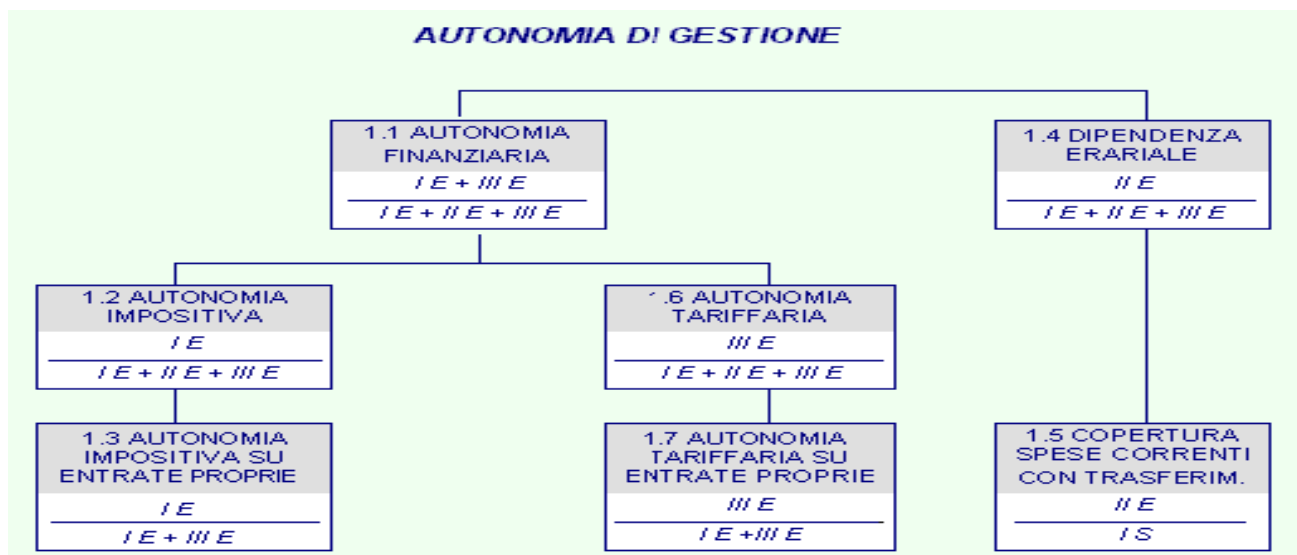 AUTONOMIA DI GESTIONE
1.1 AUTONOMIA
FINANZIARIA
I E + III E
I E + II E + III E
1.4 DIPENDENZA
ERARIALE
II E
I E + II E + III E
1.2 AUTONOMIA
IMPOSITIVA
I E
I E + II E + III E
1.6 AUTONOMIA
TARIFFARIA
III E
I E + II E + III E
1.3 AUTONOMIA
IMPOSITIVA SU
ENTRATE PROPRIE
I E
I E + III E
1.7 AUTONOMIA
TARIFFARIA SU
ENTRATE PROPRIE
III E
I E +III E
1.5 COPERTURA
SPESE CORRENTI
CON TRASFERIM.
II E
I S